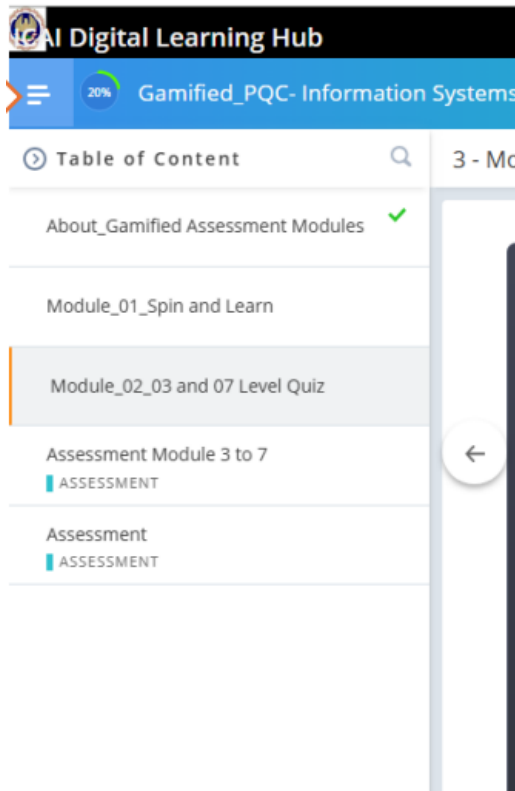 ICAI Digital Learning Hub
20% Gamified_PQC- Information Systems
Table of Content
3 - Mo
About_Gamified Assessment Modules
Module_01_Spin and Learn
Module_02_03 and 07 Level Quiz
Assessment Module 3 to 7
ASSESSMENT
Assessment
ASSESSMENT